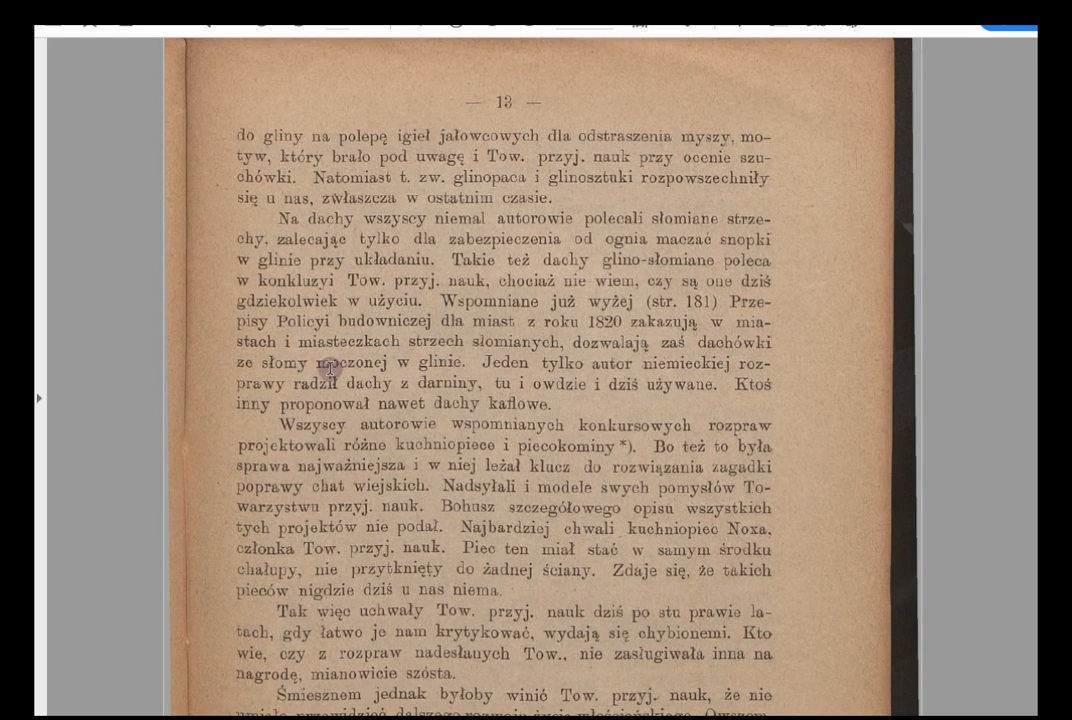 — 13 —
do gliny na polepę igieł jałowcowych dla odstraszenia myszy, mo-
tyw, który brało pod uwagę i Tow. przyj. nauk przy ocenie szu-
chówki. Natomiast t. zw. glinopaca i glinosztuki rozpowszechniły
się u nas, zwłaszcza w ostatnim czasie.
Na dachy wszyscy niemal autorowie polecali słomiane strze-
chy, zalecając tylko dla zabezpieczenia od ognia maczać snopki
w glinie przy układaniu. Takie też dachy glino-słomiane poleca
w konkluzyi Tow. przyj. nauk, chociaż nie wiem, czy są one dziś
gdziekolwiek w użyciu. Wspomniane już wyżej (str. 181) Prze-
pisy Policyi budowniczej dla miast z roku 1820 zakazują w mia-
stach i miasteczkach strzech słomianych, dozwalają zaś dachówki
ze słomy moczonej w glinie. Jeden tylko autor niemieckiej roz-
prawy radził dachy z darniny, tu i owdzie i dziś używane. Ktoś
inny proponował nawet dachy kaflowe.
Wszyscy autorowie wspomnianych konkursowych rozpraw
projektowali różne kuchniopiece i piecokominy *). Bo też to była
sprawa najważniejsza i w niej leżał klucz do rozwiązania zagadki
poprawy chat wiejskich. Nadsyłali i modele swych pomysłów To-
warzystwu przyj. nauk. Bohusz szczegółowego opisu wszystkich
tych projektów nie podał. Najbardziej chwali kuchniopiec Noxa,
członka Tow. przyj. nauk. Piec ten miał stać w samym środku
chałupy, nie przytknięty do żadnej ściany. Zdaje się, że takich
pieców nigdzie dziś u nas niema.
Tak więc uchwały Tow. przyj. nauk dziś po stu prawie la-
tach, gdy łatwo je nam krytykować, wydają się chybionemi. Kto
wie, czy z rozpraw nadesłanych Tow., nie zasługiwała inna na
nagrodę, mianowicie szósta.
Śmiesznem jednak byłoby winić Tow. przyj. nauk, że nie
umiało przewidzieć dalszego rozwoju życia włościańskiego. Owszem,